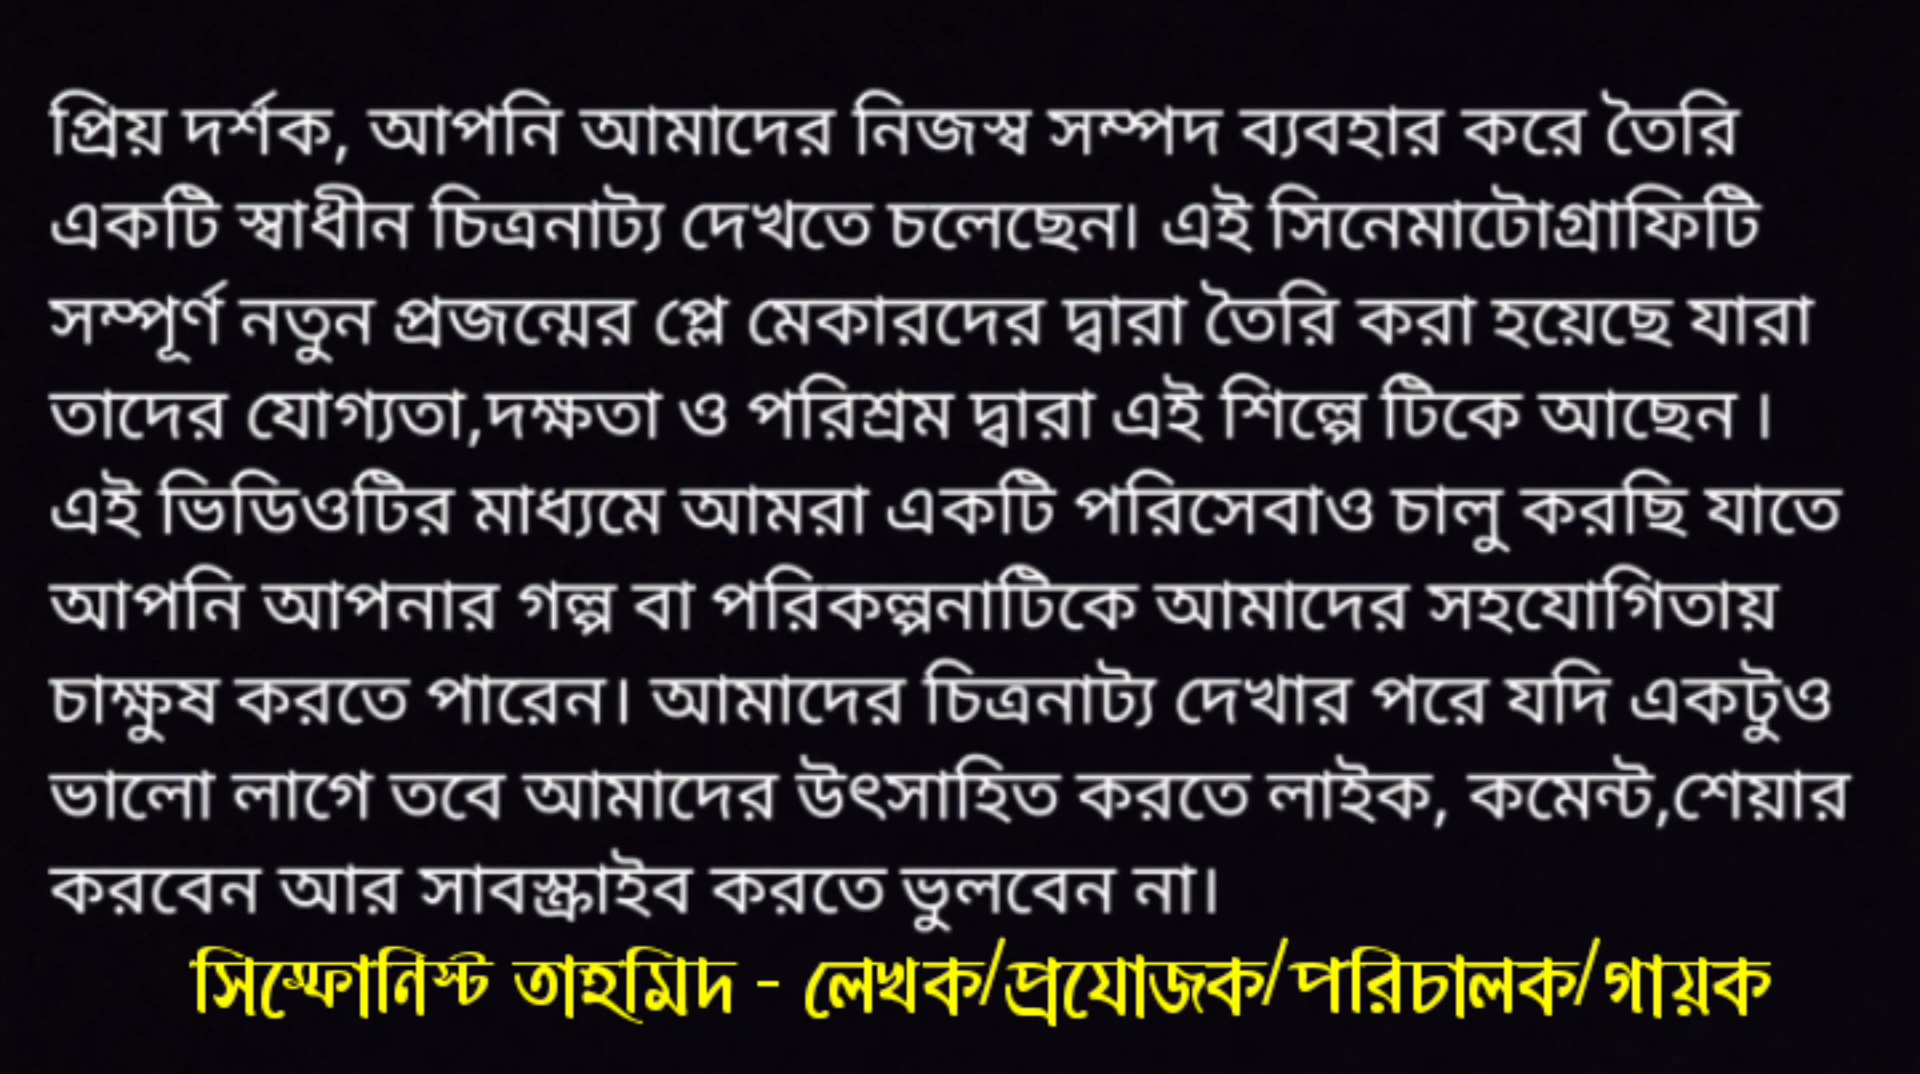 প্রিয় দর্শক, আপনি আমাদের নিজস্ব সম্পদ ব্যবহার করে তৈরি
একটি স্বাধীন চিত্রনাট্য দেখতে চলেছেন। এই সিনেমাটোগ্রাফিটি
সম্পূর্ণ নতুন প্রজন্মের প্লে মেকারদের দ্বারা তৈরি করা হয়েছে যারা
তাদের যোগ্যতা,দক্ষতা ও পরিশ্রম দ্বারা এই শিল্পে টিকে আছেন ।
এই ভিডিওটির মাধ্যমে আমরা একটি পরিসেবাও চালু করছি যাতে
আপনি আপনার গল্প বা পরিকল্পনাটিকে আমাদের সহযোগিতায়
চাক্ষুষ করতে পারেন। আমাদের চিত্রনাট্য দেখার পরে যদি একটুও
ভালো লাগে তবে আমাদের উৎসাহিত করতে লাইক, কমেন্ট,শেয়ার
করবেন আর সাবস্ক্রাইব করতে ভুলবেন না।
সিম্ফোনিস্ট তাহমিদ - লেখক/প্রযোজক/পরিচালক/গায়ক